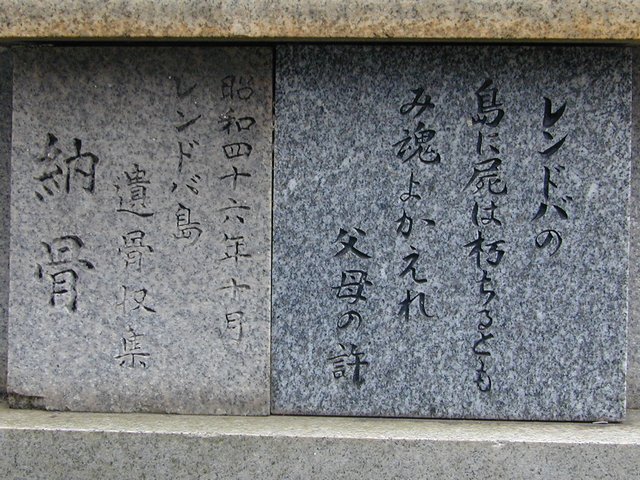 レンドバの
島に屍は朽ちるとも
み魂よかえれ
父母の許
昭和四十六年十月
レンドバ島
遺骨収集
納骨